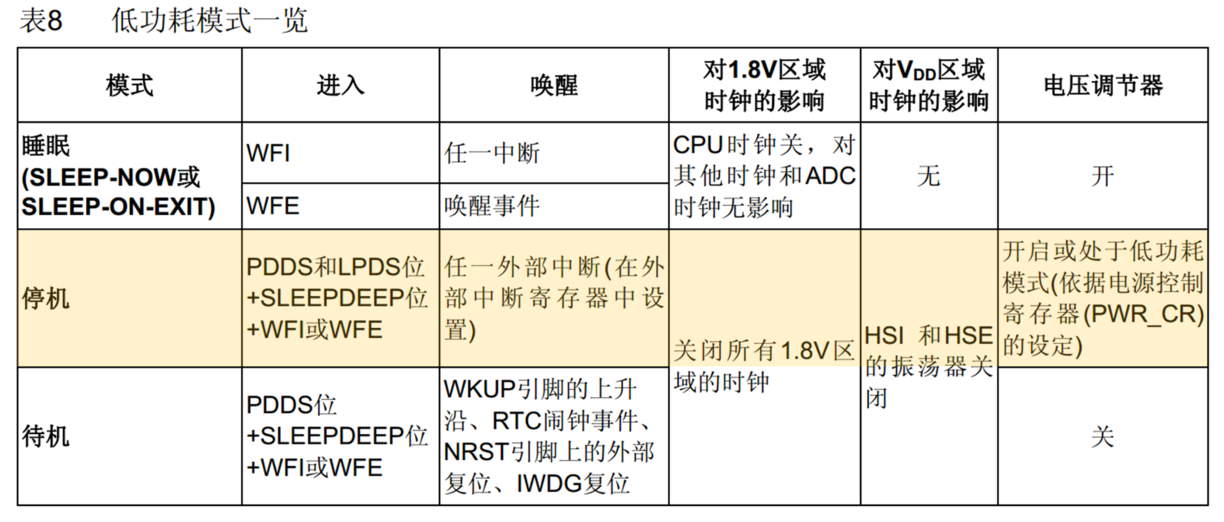 表8 低功耗模式一览
模式
进入
唤醒
对1.8V区域
时钟的影响
对VDD区域
时钟的影响
电压调节器
睡眠
(SLEEP-NOW或
SLEEP-ON-EXIT)
WFI
任一中断
CPU时钟关，对
其他时钟和ADC
时钟无影响
无
开
WFE
唤醒事件
停机
PDDS和LPDS位
+SLEEPDEEP位
+WFI或WFE
任一外部中断(在外
部中断寄存器中设
置)
关闭所有1.8V区
域的时钟
HSI 和HSE
的振荡器关
闭
开启或处于低功耗
模式(依据电源控制
寄存器(PWR_CR)
的设定)
待机
PDDS位
+SLEEPDEEP位
+WFI或WFE
WKUP引脚的上升
沿、RTC闹钟事件、
NRST引脚上的外部
复位、IWDG复位
关